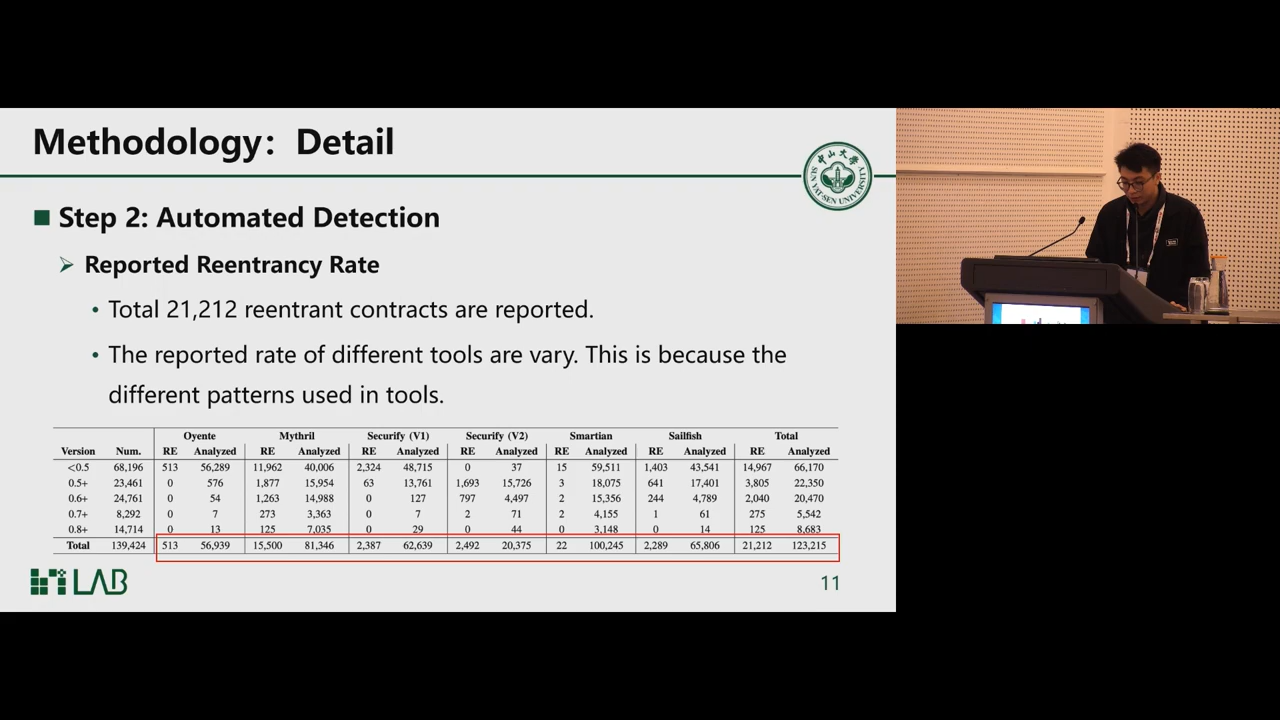 Methodology: Detail
中山大学
SUN YAT-SEN UNIVERSITY
Step 2: Automated Detection
Reported Reentrancy Rate
• Total 21,212 reentrant contracts are reported.
• The reported rate of different tools are vary. This is because the
different patterns used in tools.
Oyente Mythril Securify (V1) Securify (V2) Smartian Sailfish Total
Version Num. RE Analyzed RE Analyzed RE Analyzed RE Analyzed RE Analyzed RE Analyzed RE Analyzed
<0.5 68,196 513 56,289 11,962 40,006 2,324 48,715 0 37 15 59,511 1,403 43,541 14,967 66,170
0.5+ 23,461 0 576 1,877 15,954 63 13,761 1,693 15,726 3 18,075 641 17,401 3,805 22,350
0.6+ 24,761 0 54 1,263 14,988 0 127 797 4,497 2 15,356 244 4,789 2,040 20,470
0.7+ 8,292 0 7 273 3,363 0 7 2 71 2 4,155 1 61 275 5,542
0.8+ 14,714 0 13 125 7,035 0 29 0 44 0 3,148 0 14 125 8,683
Total 139,424 513 56,939 15,500 81,346 2,387 62,639 2,492 20,375 22 100,245 2,289 65,806 21,212 123,215
LAB
11